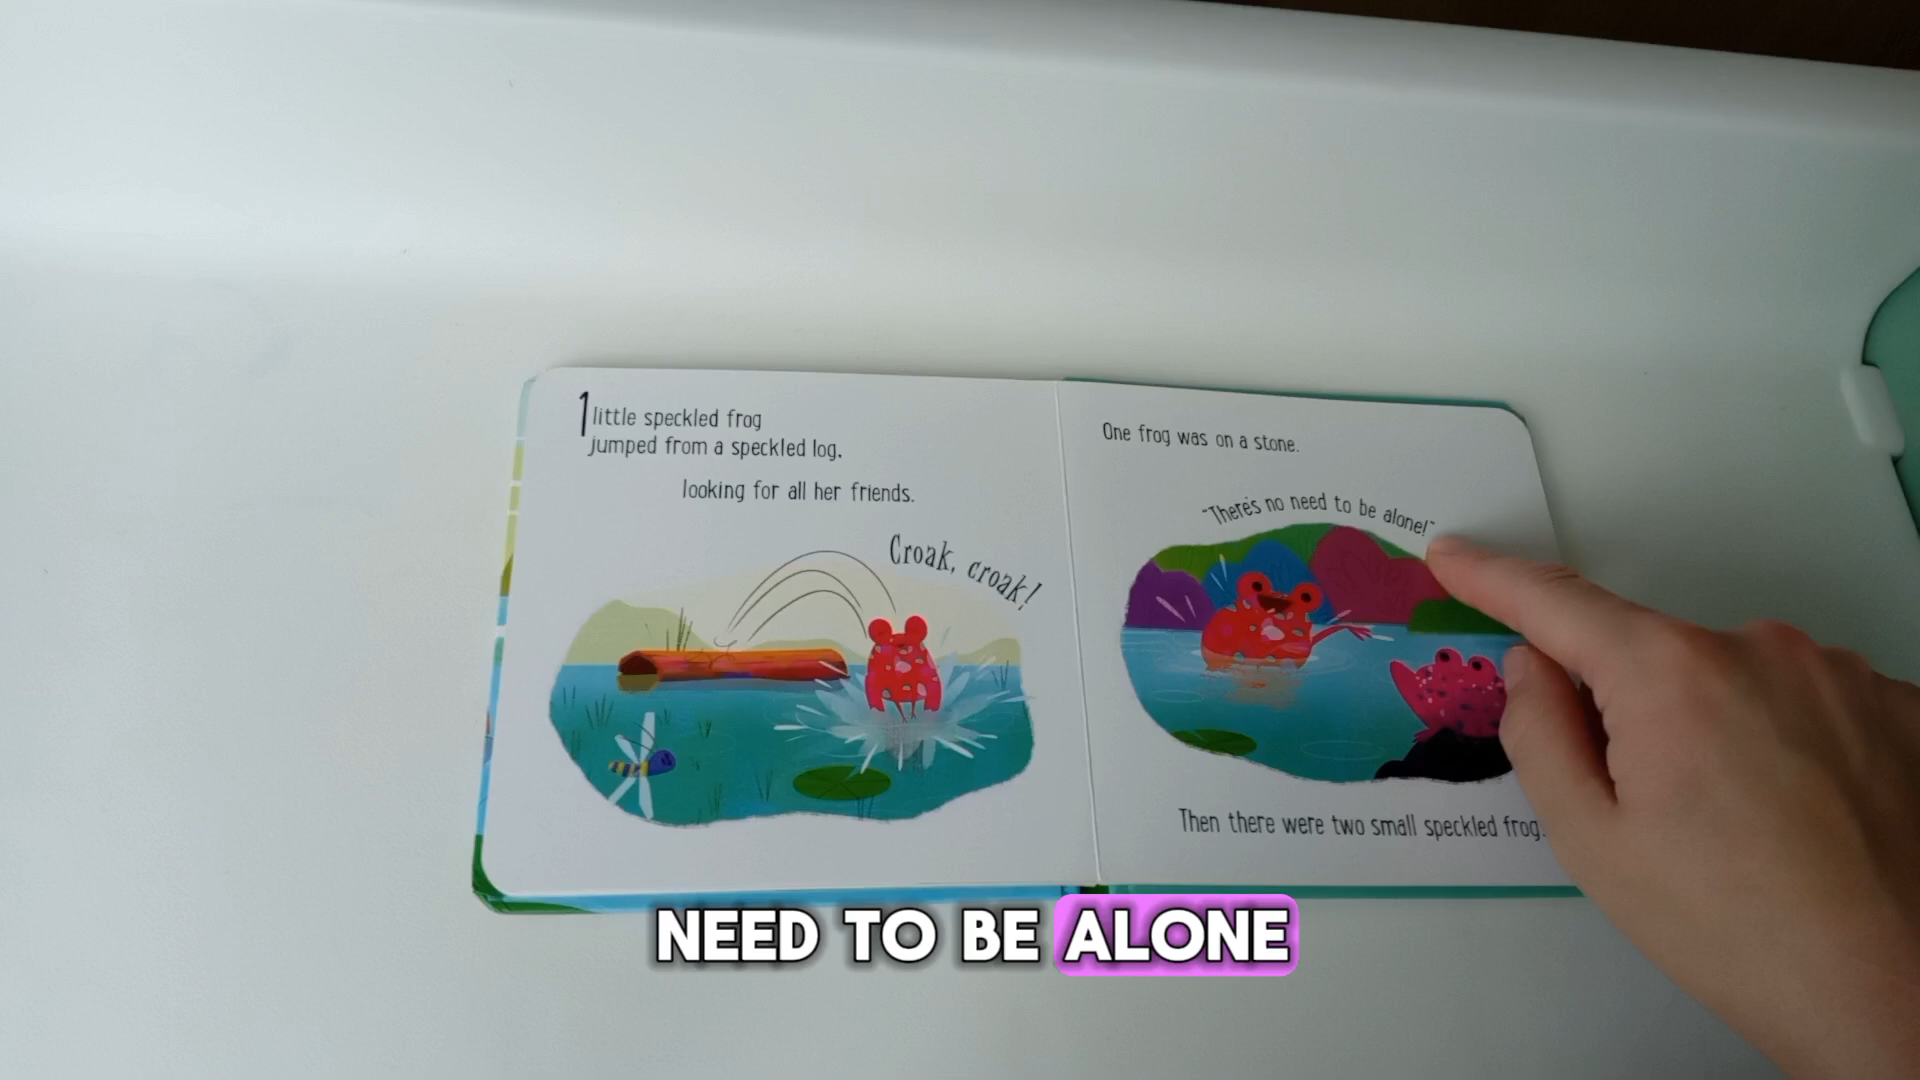 1 little speckled frog
jumped from a speckled log,
looking for all her friends.
Croak, croak!
One frog was on a stone.
"There's no need to be alone!"
Then there were two small speckled frog
NEED TO BE ALONE